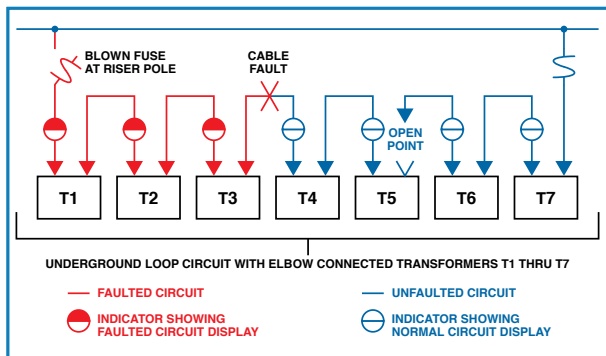 BLOWN FUSE
AT RISER POLE
CABLE
FAULT
OPEN
POINT
T1 T2 T3 T4 T5 T6 T7
UNDERGROUND LOOP CIRCUIT WITH ELBOW CONNECTED TRANSFORMERS T1 THRU T7
FAULTED CIRCUIT
UNFAULTED CIRCUIT
INDICATOR SHOWING
FAULTED CIRCUIT DISPLAY
INDICATOR SHOWING
NORMAL CIRCUIT DISPLAY